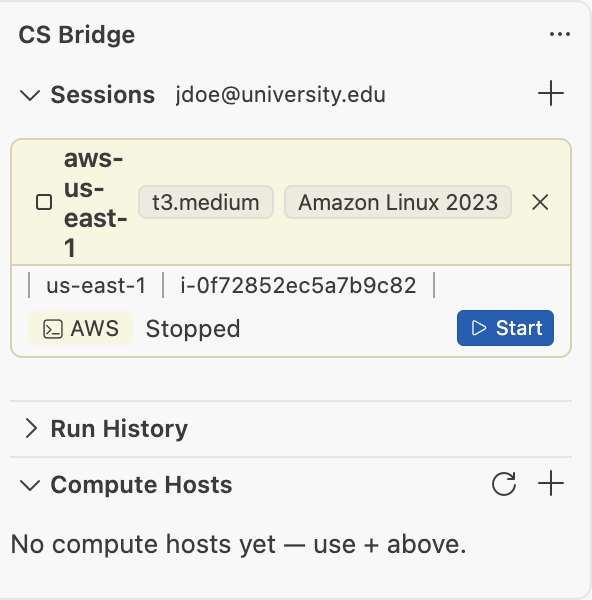 CS Bridge
Sessions jdoe@university.edu
aws-
us-
east-
1
t3.medium Amazon Linux 2023
us-east-1 | i-0f72852ec5a7b9c82 |
AWS Stopped Start
Run History
Compute Hosts
No compute hosts yet — use + above.